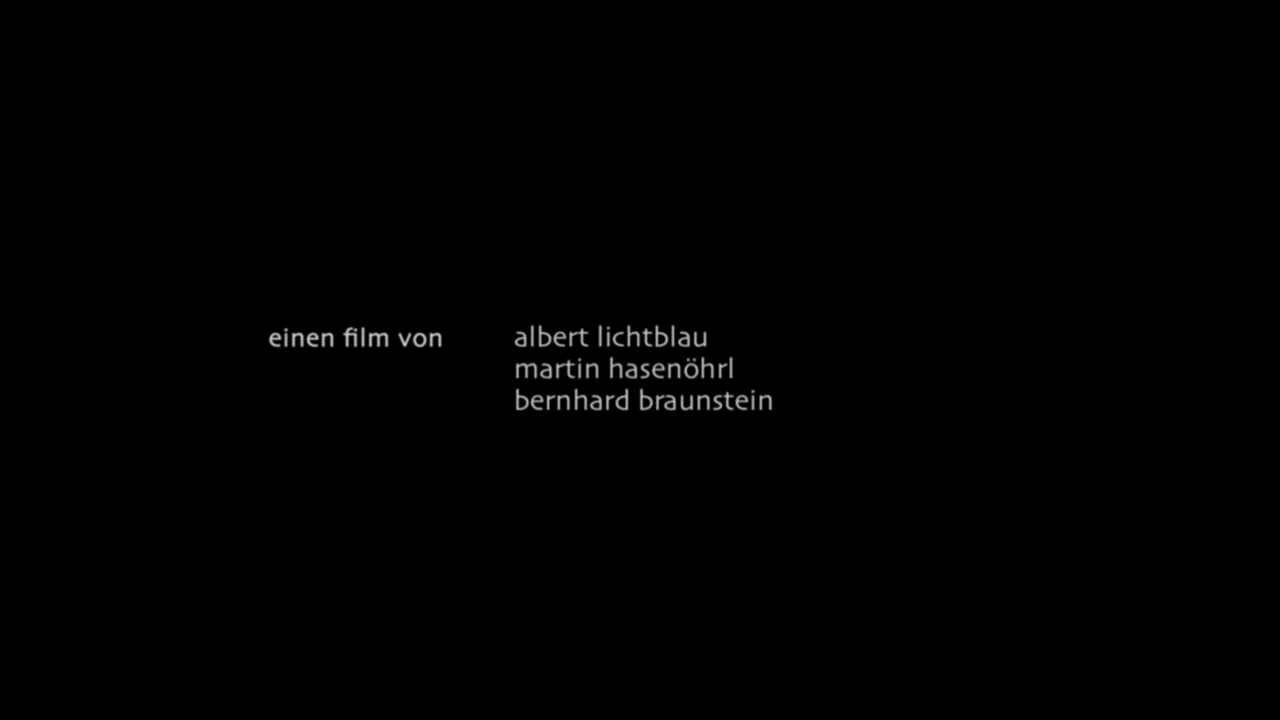 einen film von albert lichtblau
martin hasenöhrl
bernhard braunstein